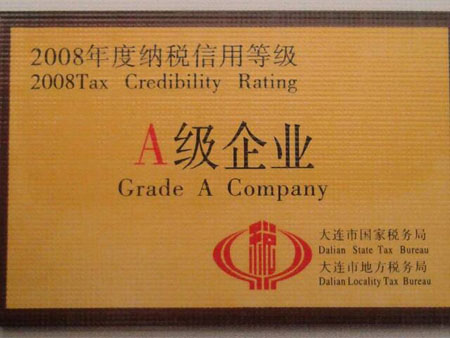 2008年度纳税信用等级
2008Tax Credibility Rating
A级企业
Grade A Company
税
大连市国家税务局
Dalian State Tax Bureau
大连市地方税务局
Dalian Locality Tax Bureau